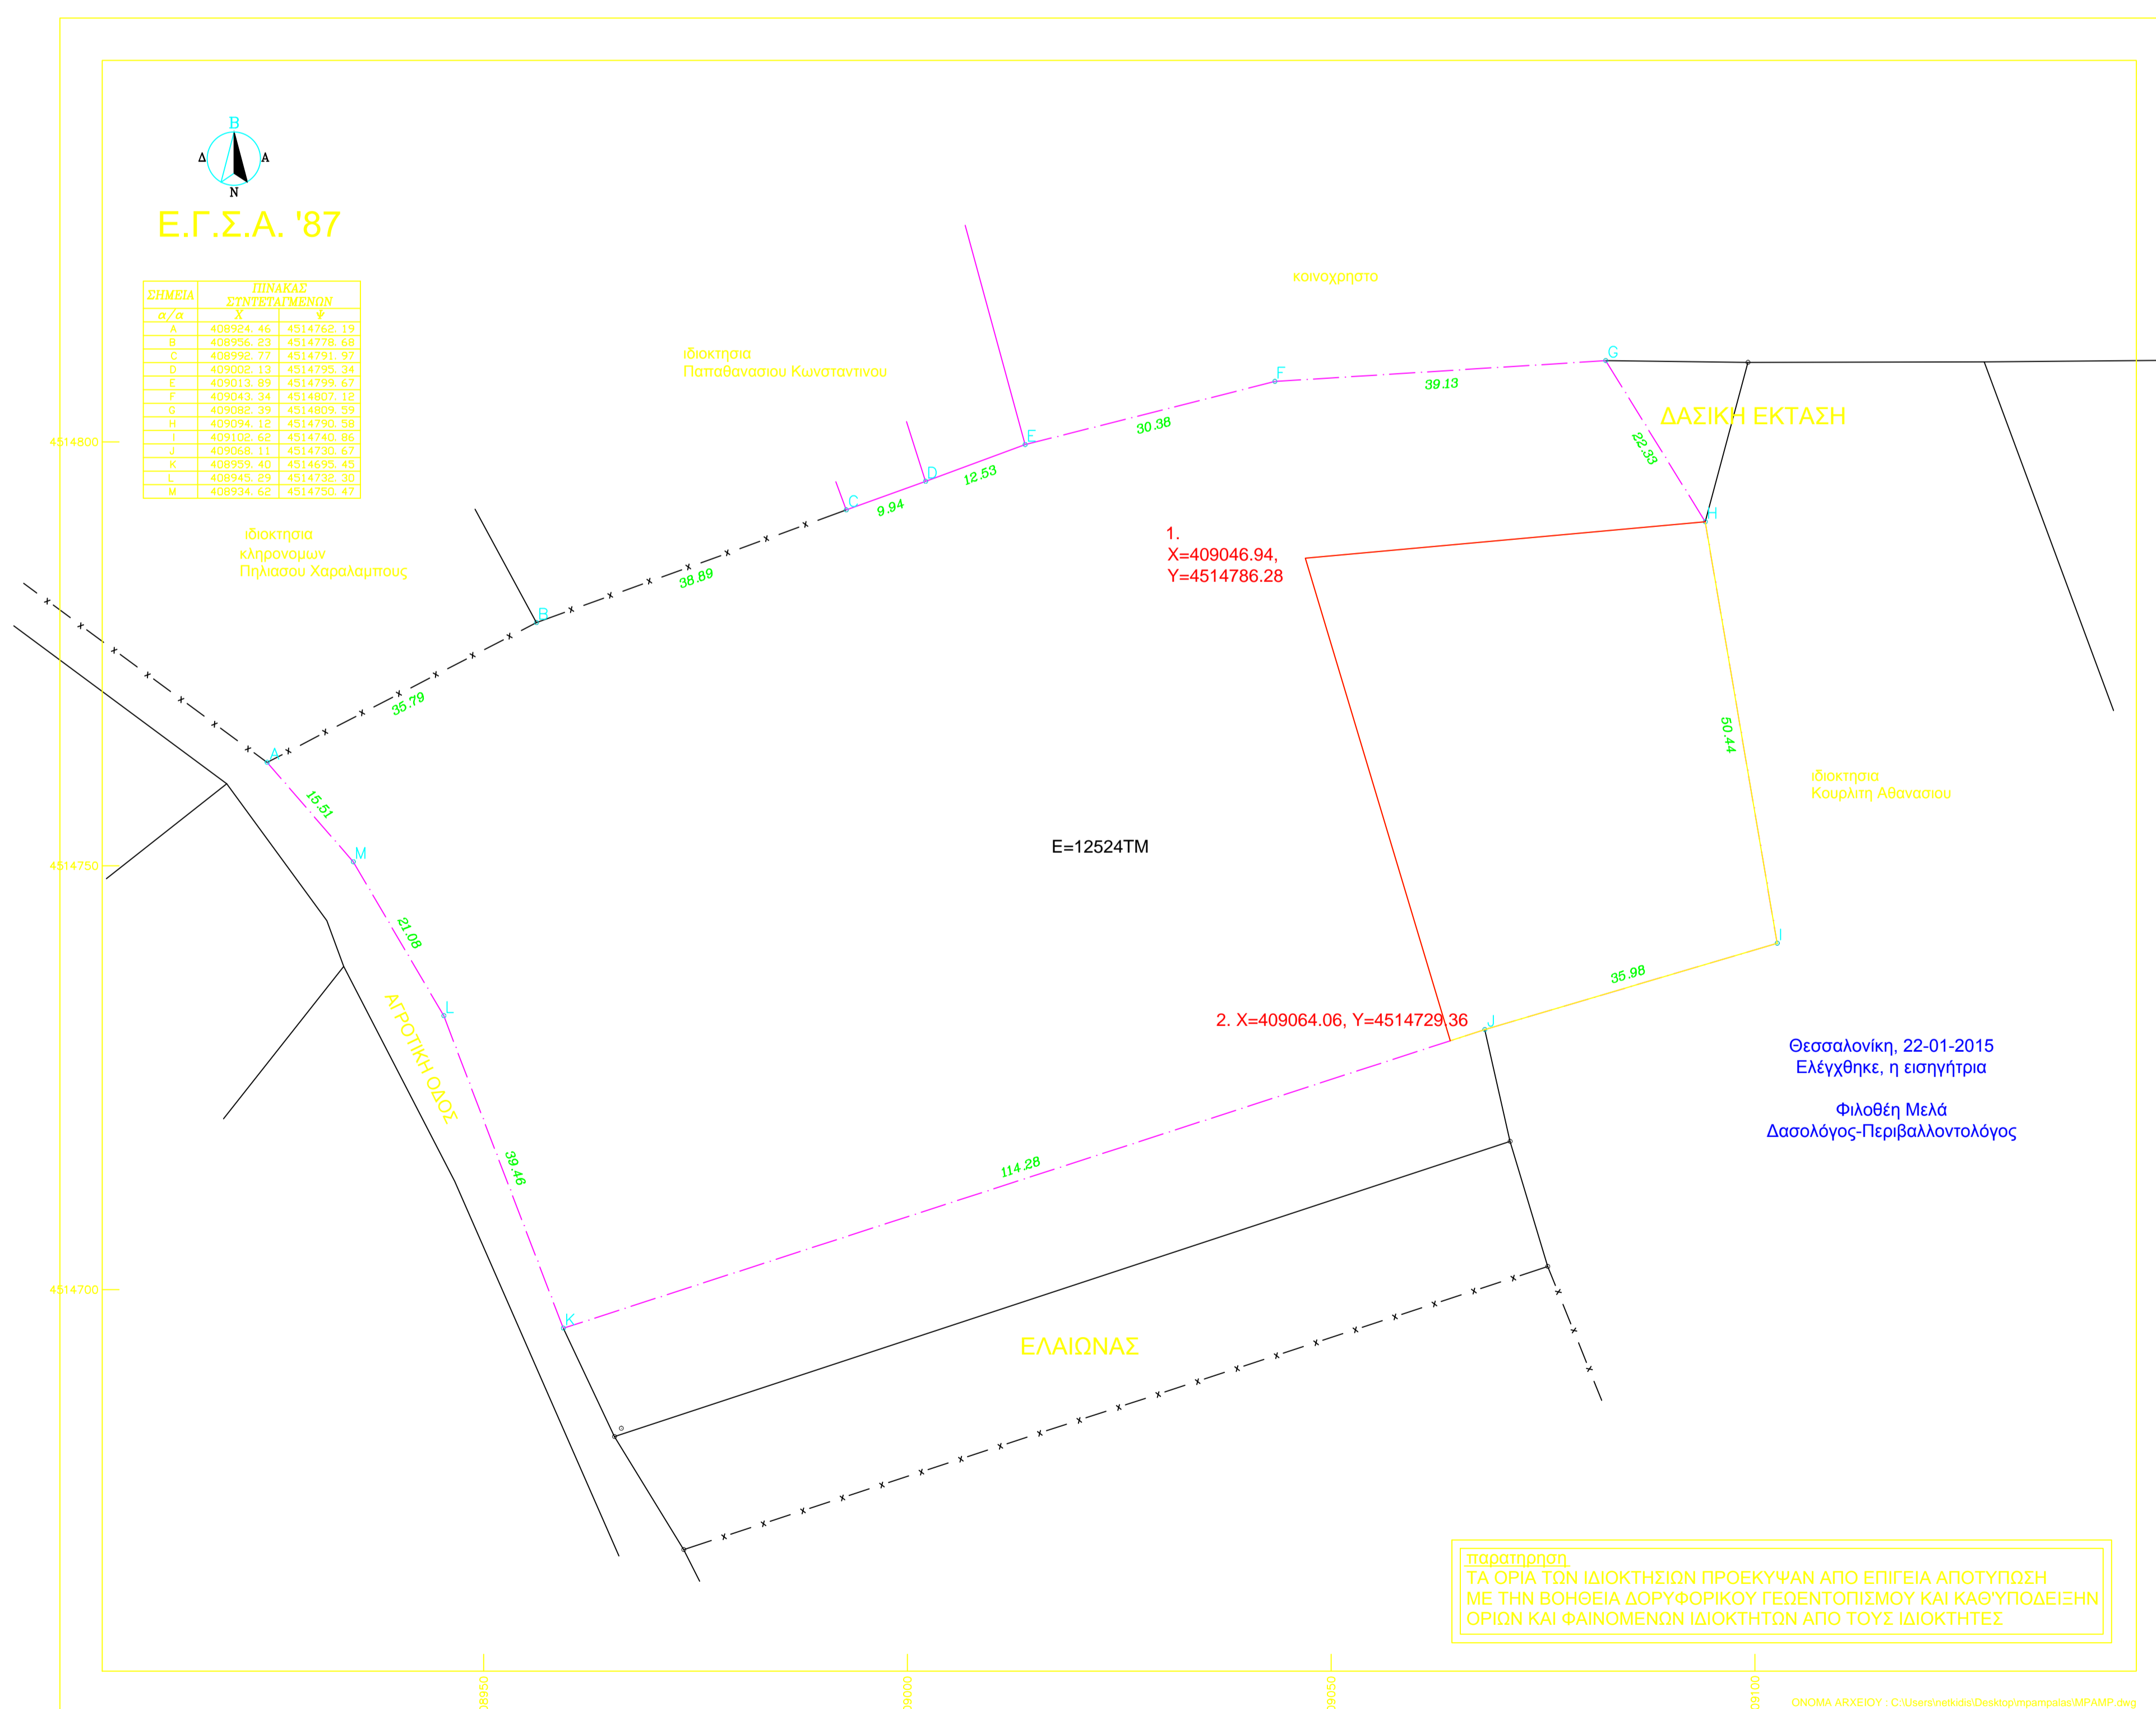 B
Δ
A
N
Ε.Γ.Σ.Α. '87
ΣΗΜΕΙΑ ΠΙΝΑΚΑΣ
ΣΤΝΤΕΤΑΓΜΕΝΩΝ
α/α X Ψ
A 408924.46 4514762.19
B 408956.23 4514778.68
C 408992.77 4514791.97
D 409002.13 4514795.34
E 409013.89 4514799.67
F 409043.34 4514807.12
G 409082.39 4514809.59
H 409094.12 4514790.58
I 409102.62 4514740.86
J 409068.11 4514730.67
K 408959.40 4514695.45
L 408945.29 4514732.30
M 408934.62 4514750.47
κοινοχρηστο
ιδιοκτησια
Παπαθανασιου Κωνσταντινου
G
F
39.13
ΔΑΣΙΚΗ ΕΚΤΑΣΗ
30.38
22.33
4514800
E
D
12.53
C
9.94
H
ιδιοκτησια
κληρονομων
Πηλιασου Χαραλαμπους
38.89
1.
X=409046.94,
Y=4514786.28
B
35.79
A
50.44
ιδιοκτησια
Κουρλιτη Αθανασιου
15.51
M
E=12524TM
4514750
21.08
I
35.98
L
2. X=409064.06, Y=4514729.36
J
ΑΓΡΟΤΙΚΗ ΟΔΟΣ
Θεσσαλονίκη, 22-01-2015
Ελέγχθηκε, η εισηγήτρια
Φιλοθέη Μελά
Δασολόγος-Περιβαλλοντολόγος
39.46
114.28
4514700
K
ΕΛΑΙΩΝΑΣ
παρατηρηση
ΤΑ ΟΡΙΑ ΤΩΝ ΙΔΙΟΚΤΗΣΙΩΝ ΠΡΟΕΚΥΨΑΝ ΑΠΟ ΕΠΙΓΕΙΑ ΑΠΟΤΥΠΩΣΗ
ΜΕ ΤΗΝ ΒΟΗΘΕΙΑ ΔΟΡΥΦΟΡΙΚΟΥ ΓΕΩΕΝΤΟΠΙΣΜΟΥ ΚΑΙ ΚΑΘ'ΥΠΟΔΕΙΞΗΝ
ΟΡΙΩΝ ΚΑΙ ΦΑΙΝΟΜΕΝΩΝ ΙΔΙΟΚΤΗΤΩΝ ΑΠΟ ΤΟΥΣ ΙΔΙΟΚΤΗΤΕΣ
ONOMA ARXEIOY :